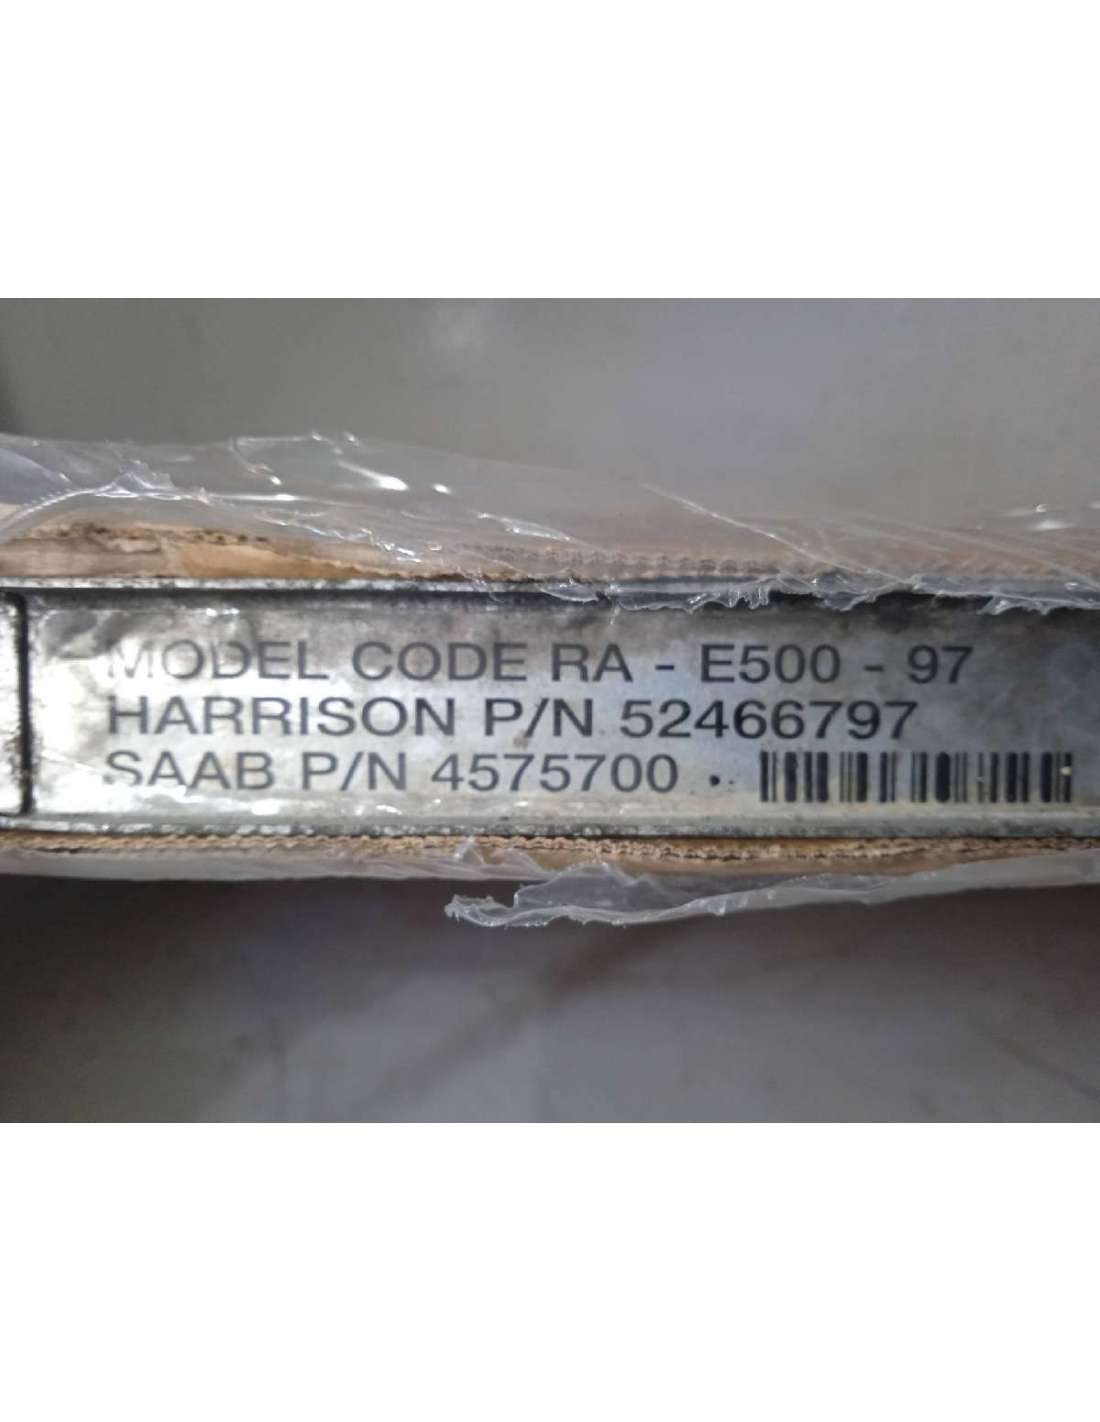 MODEL CODE RA - E500 - 97
HARRISON P/N 52466797
SAAB P/N 4575700